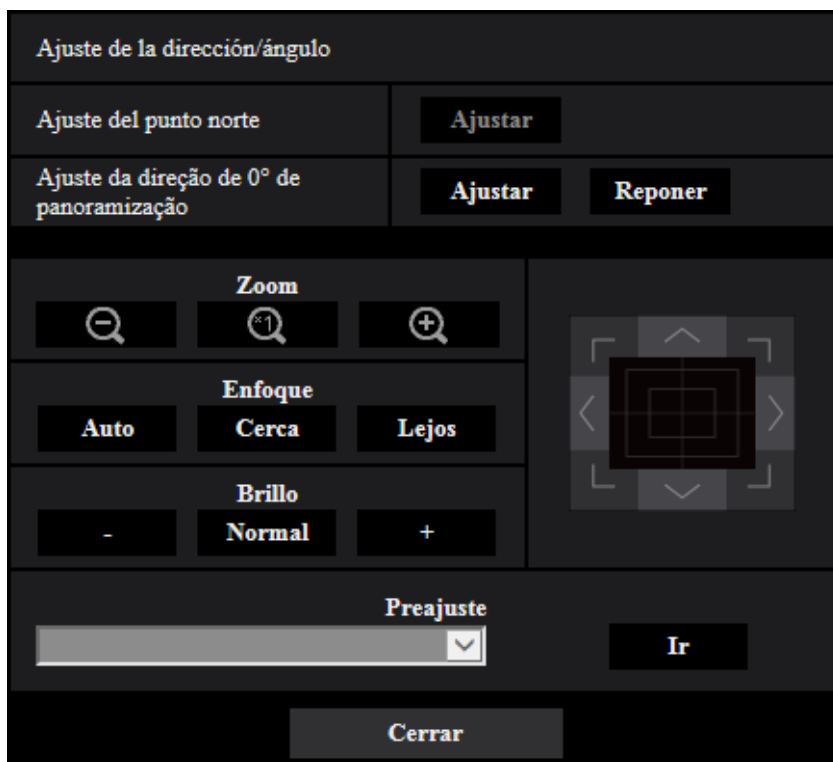 Ajuste de la dirección/ángulo
Ajuste del punto norte
Ajustar
Ajuste da direção de 0° de
panoramização
Ajustar Reponer
Zoom
×1
Enfoque
Auto Cerca Lejos
Brillo
- Normal +
Preajuste
Ir
Cerrar